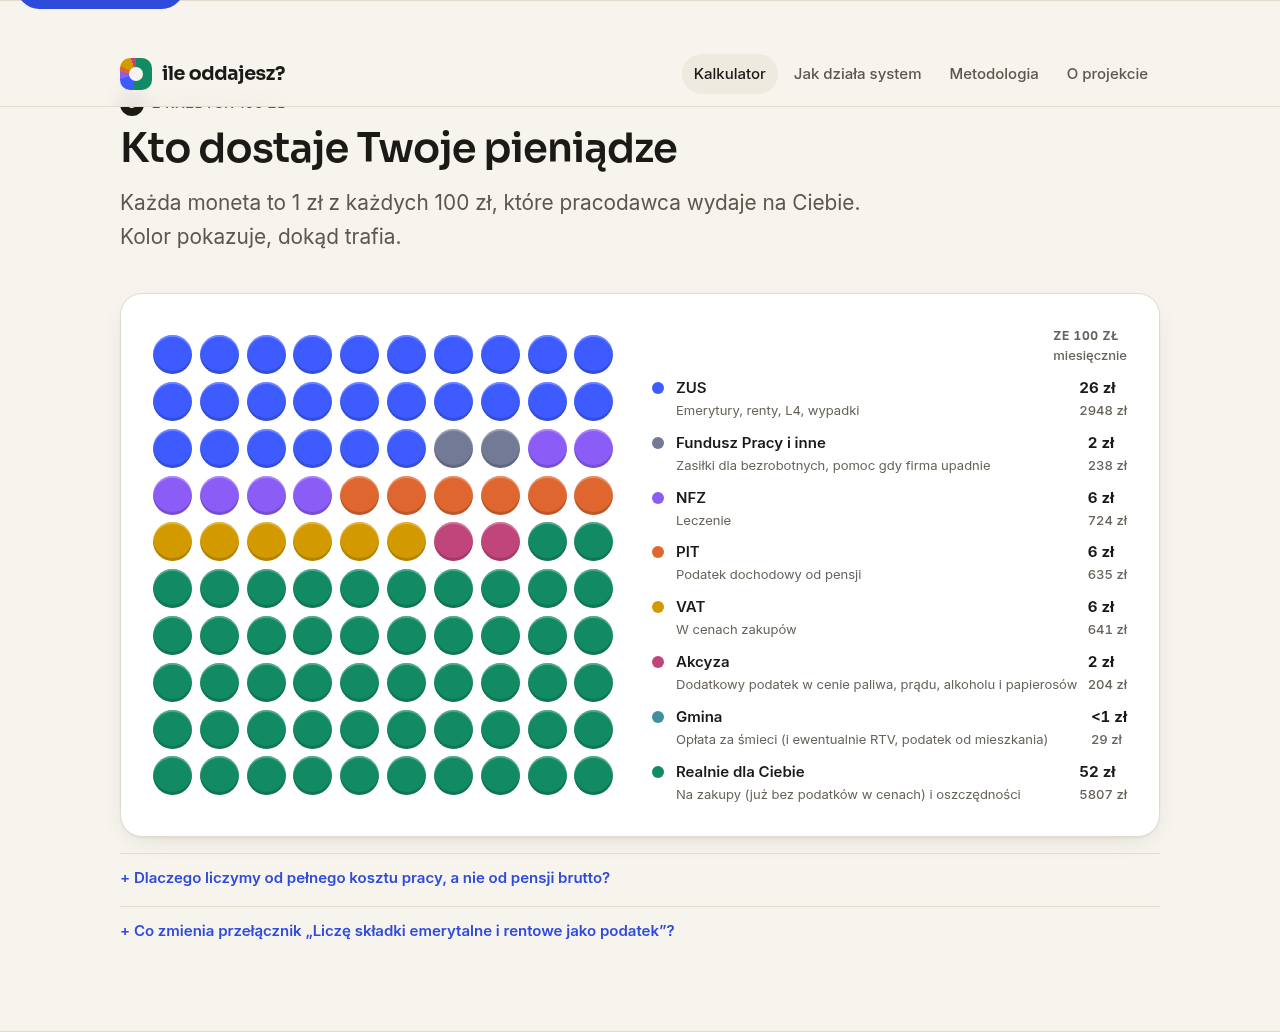 ile oddajesz?
Kalkulator
Jak działa system
Metodologia
O projekcie
Kto dostaje Twoje pieniądze
Każda moneta to 1 zł z każdych 100 zł, które pracodawca wydaje na Ciebie.
Kolor pokazuje, dokąd trafia.
ZE 100 ZŁ
miesięcznie
ZUS 26 zł
Emerytury, renty, L4, wypadki 2948 zł
Fundusz Pracy i inne 2 zł
Zasiłki dla bezrobotnych, pomoc gdy firma upadnie 238 zł
NFZ 6 zł
Leczenie 724 zł
PIT 6 zł
Podatek dochodowy od pensji 635 zł
VAT 6 zł
W cenach zakupów 641 zł
Akcyza 2 zł
Dodatkowy podatek w cenie paliwa, prądu, alkoholu i papierosów 204 zł
Gmina <1 zł
Opłata za śmieci (i ewentualnie RTV, podatek od mieszkania) 29 zł
Realnie dla Ciebie 52 zł
Na zakupy (już bez podatków w cenach) i oszczędności 5807 zł
+ Dlaczego liczymy od pełnego kosztu pracy, a nie od pensji brutto?
+ Co zmienia przełącznik „Liczę składki emerytalne i rentowe jako podatek”?